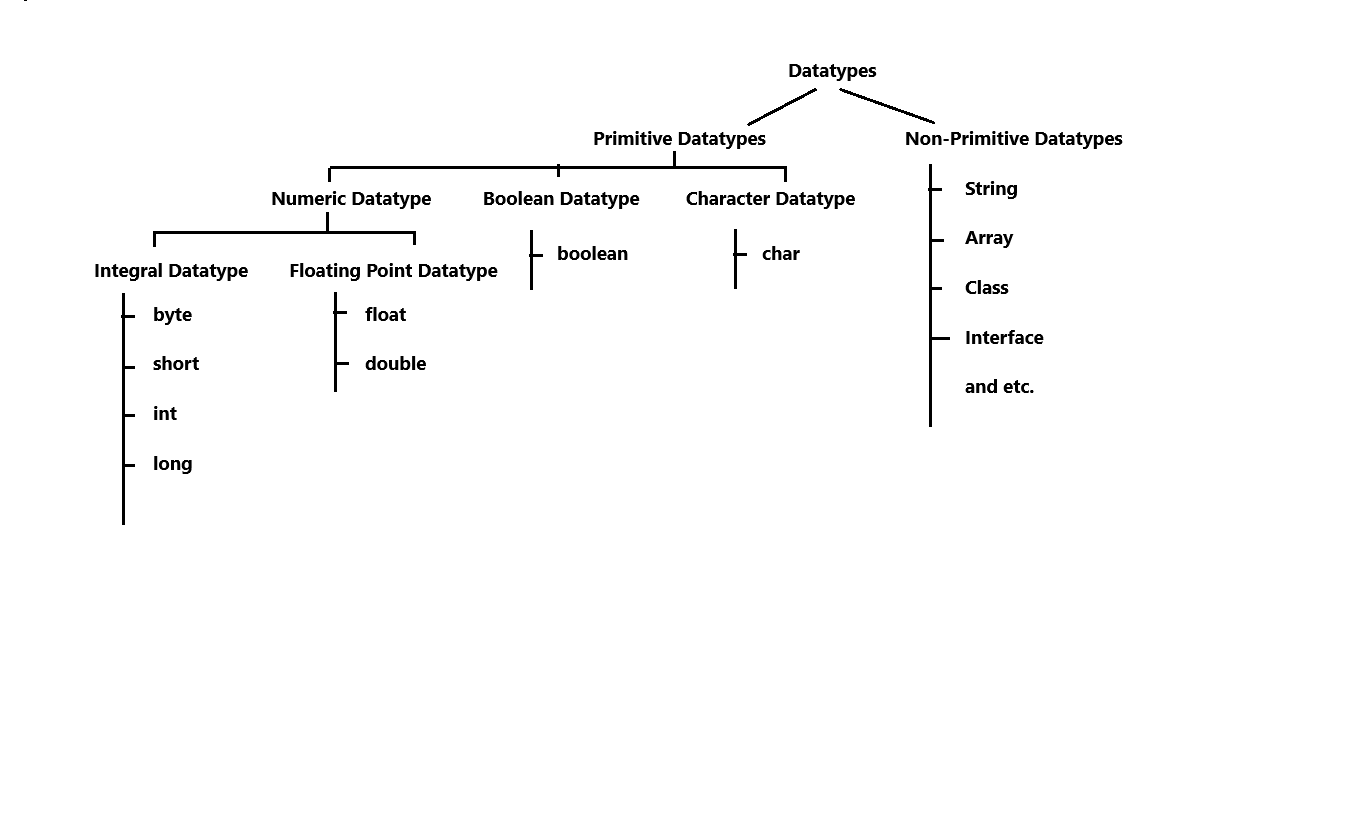 Datatypes
Primitive Datatypes
Non-Primitive Datatypes
Numeric Datatype
Boolean Datatype
Character Datatype
Integral Datatype
Floating Point Datatype
byte
short
int
long
float
double
boolean
char
String
Array
Class
Interface
and etc.